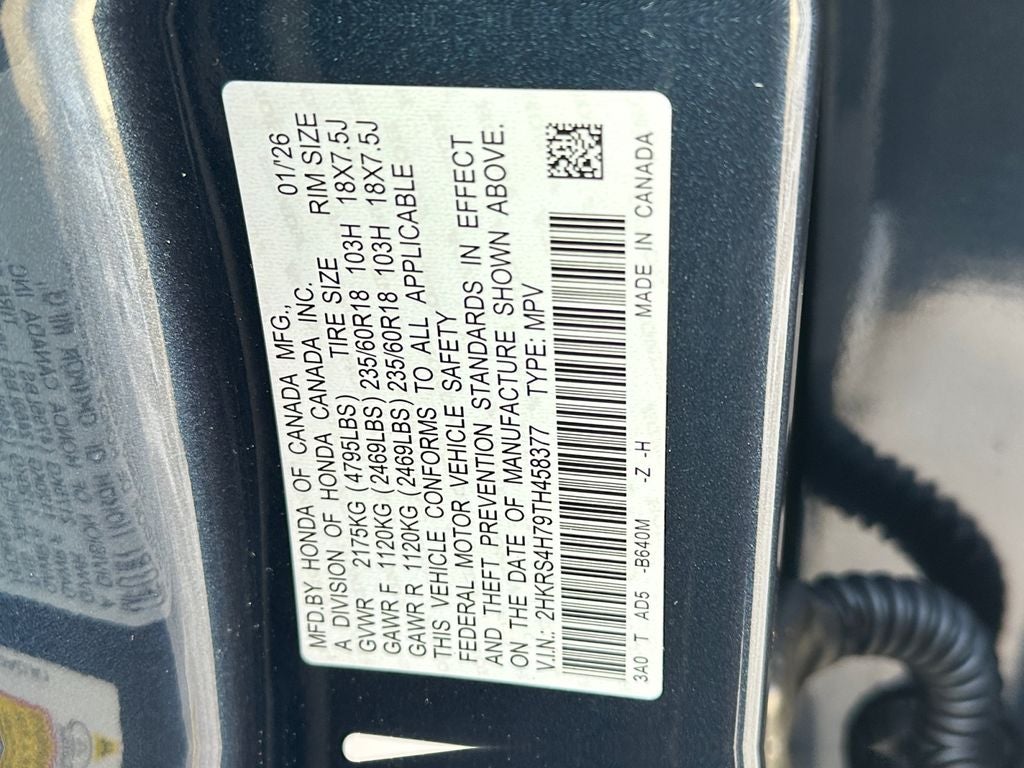 MFD.BY HONDA OF CANADA MFG., 01/'26
A DIVISION OF HONDA CANADA INC.
TIRE SIZE RIM SIZE
GVWR 2175KG (4795LBS)
GAWR F 1120KG (2469LBS) 235/60R18 103H 18X7.5J
GAWR R 1120KG (2469LBS) 235/60R18 103H 18X7.5J
THIS VEHICLE CONFORMS TO ALL APPLICABLE
FEDERAL MOTOR VEHICLE SAFETY
AND THEFT PREVENTION STANDARDS IN EFFECT
ON THE DATE OF MANUFACTURE SHOWN ABOVE.
V.I.N.: 2HKRS4H79TH458377 TYPE: MPV
3A0 T AD5 -B640M -Z -H MADE IN CANADA